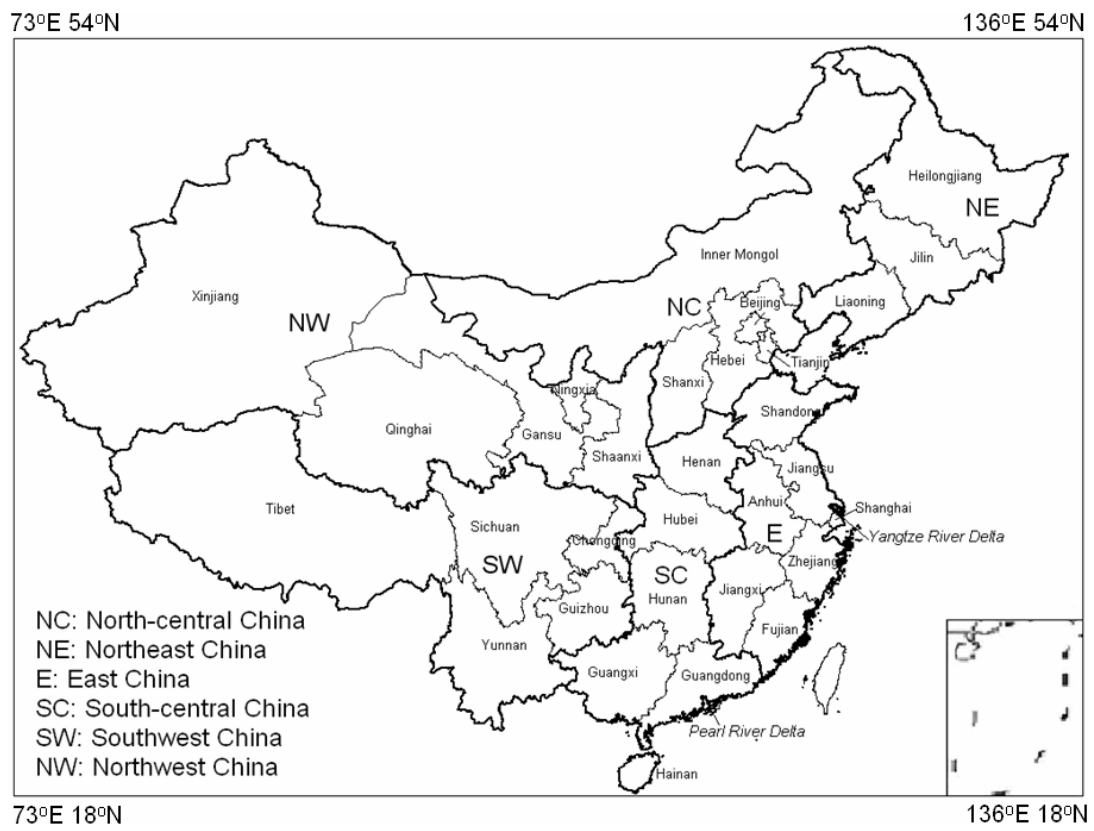 73°E 54°N
136°E 54°N
Heilongjiang
NE
Jilin
Inner Mongol
Xinjiang
NW
NC
Beijing
Liaoning
Hebei
Tianjin
Shanxi
Ningxia
Shandong
Qinghai
Gansu
Shaanxi
Henan
Jiangsu
Anhui
Tibet
Shanghai
Sichuan
Hubei
E
Yangtze River Delta
Chongqing
SW
Zhejiang
SC
Jiangxi
Hunan
Guizhou
Fujian
Yunnan
Guangxi
Guangdong
Pearl River Delta
Hainan
NC: North-central China
NE: Northeast China
E: East China
SC: South-central China
SW: Southwest China
NW: Northwest China
73°E 18°N
136°E 18°N